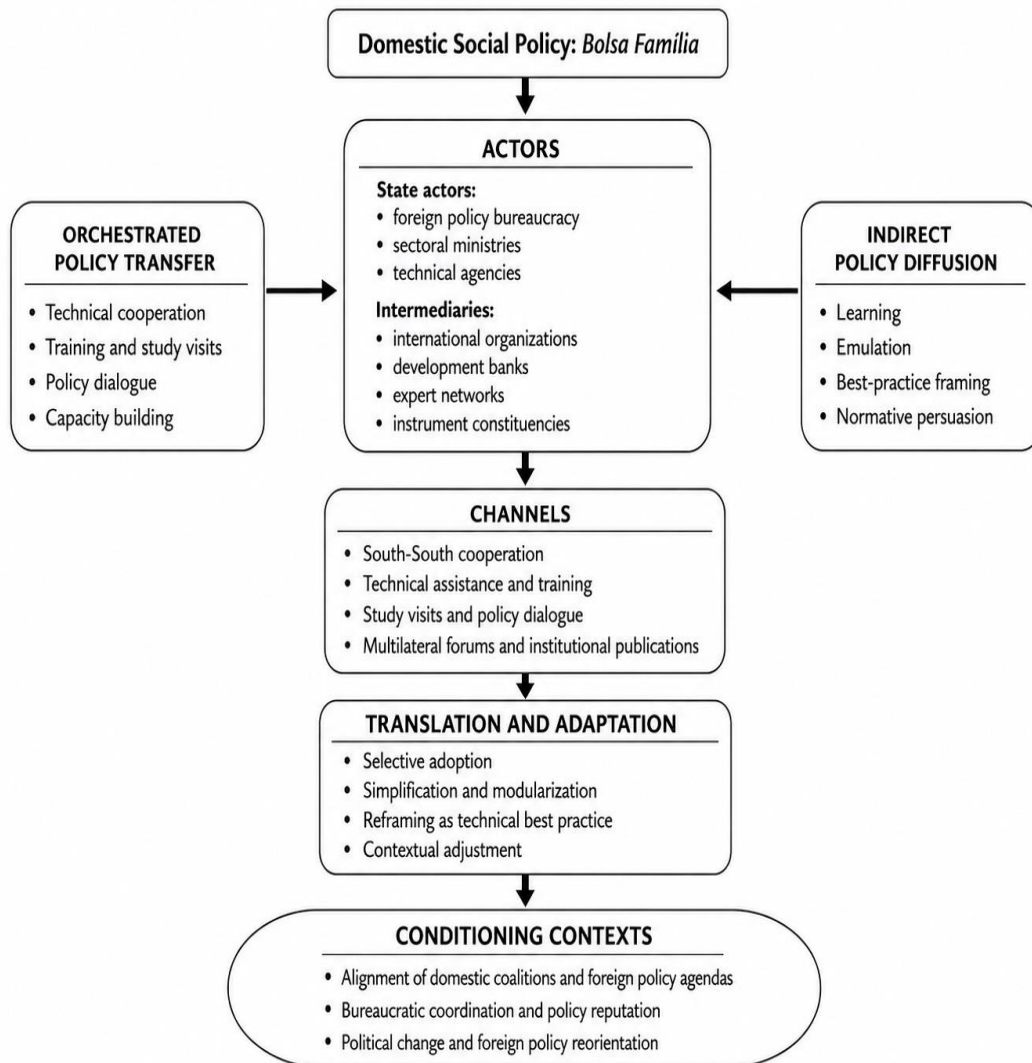 Domestic Social Policy: Bolsa Família
ACTORS
State actors:
• foreign policy bureaucracy
• sectoral ministries
• technical agencies
Intermediaries:
• international organizations
• development banks
• expert networks
• instrument constituencies
ORCHESTRATED
POLICY TRANSFER
• Technical cooperation
• Training and study visits
• Policy dialogue
• Capacity building
INDIRECT
POLICY DIFFUSION
• Learning
• Emulation
• Best-practice framing
• Normative persuasion
CHANNELS
• South-South cooperation
• Technical assistance and training
• Study visits and policy dialogue
• Multilateral forums and institutional publications
TRANSLATION AND ADAPTATION
• Selective adoption
• Simplification and modularization
• Reframing as technical best practice
• Contextual adjustment
CONDITIONING CONTEXTS
• Alignment of domestic coalitions and foreign policy agendas
• Bureaucratic coordination and policy reputation
• Political change and foreign policy reorientation